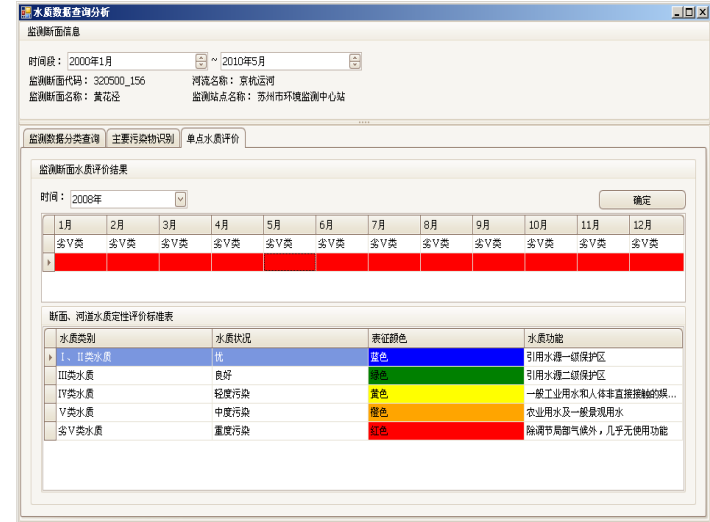 水质数据查询分析
监测断面信息
时间段： 2000年1月 ~ 2010年5月
监测断面代码： 320500_156 河流名称： 京杭运河
监测断面名称： 黄花泾 监测站点名称： 苏州市环境监测中心站
监测数据分类查询 主要污染物识别 单点水质评价
监测断面水质评价结果
时间： 2008年 确定
1月 2月 3月 4月 5月 6月 7月 8月 9月 10月 11月 12月
劣V类 劣V类 劣V类 劣V类 劣V类 劣V类 劣V类 劣V类 劣V类 劣V类 劣V类 劣V类
断面、河道水质定性评价标准表
水质类别 水质状况 表征颜色 水质功能
I、II类水质 优 蓝色 引用水源一级保护区
III类水质 良好 绿色 引用水源二级保护区
IV类水质 轻度污染 黄色 一般工业用水和人体非直接接触的娱...
V类水质 中度污染 橙色 农业用水及一般景观用水
劣V类水质 重度污染 红色 除调节局部气候外，几乎无使用功能